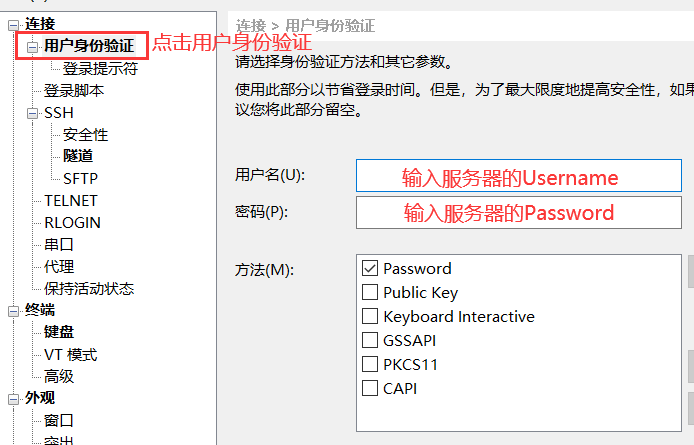 连接
用户身份验证
点击用户身份验证
登录提示符
登录脚本
SSH
安全性
隧道
SFTP
TELNET
RLOGIN
串口
代理
保持活动状态
终端
键盘
VT 模式
高级
外观
窗口
突出
连接 > 用户身份验证
请选择身份验证方法和其它参数。
使用此部分以节省登录时间。但是，为了最大限度地提高安全性，如果
议您将此部分留空。
用户名(U):
输入服务器的Username
密码(P):
输入服务器的Password
方法(M):
Password
Public Key
Keyboard Interactive
GSSAPI
PKCS11
CAPI